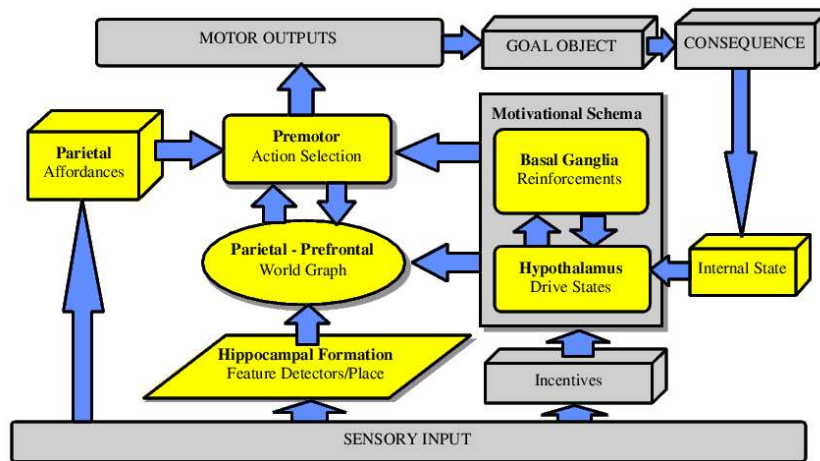 MOTOR OUTPUTS
GOAL OBJECT
CONSEQUENCE
Motivational Schema
Parietal
Affordances
Premotor
Action Selection
Basal Ganglia
Reinforcements
Parietal - Prefrontal
World Graph
Hypothalamus
Drive States
Internal State
Hippocampal Formation
Feature Detectors/Place
Incentives
SENSORY INPUT